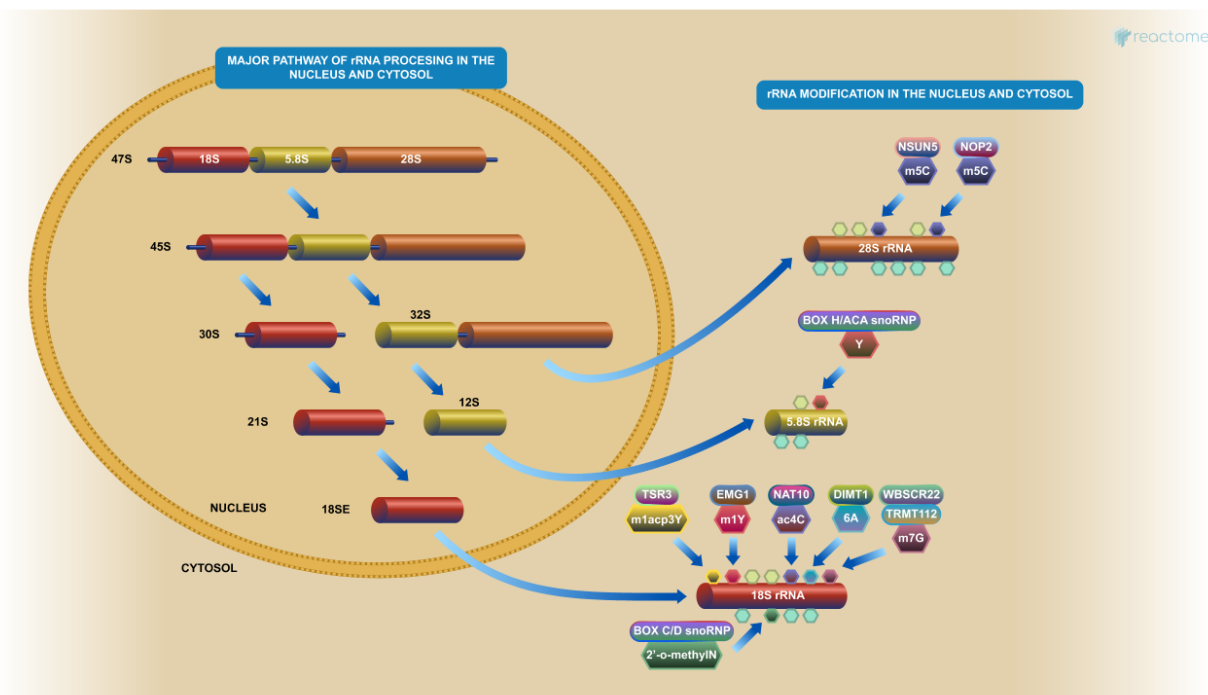 reactome
MAJOR PATHWAY OF rRNA PROCESING IN THE
NUCLEUS AND CYTOSOL
rRNA MODIFICATION IN THE NUCLEUS AND CYTOSOL
47S
18S
5.8S
28S
45S
30S
32S
21S
12S
18SE
NUCLEUS
CYTOSOL
NSUN5
m5C
NOP2
m5C
28S rRNA
BOX H/ACA snoRNP
Y
5.8S rRNA
TSR3
m1acp3Y
EMG1
m1Y
NAT10
ac4C
DIMT1
6A
WBSCR22
TRMT112
m7G
18S rRNA
BOX C/D snoRNP
2'-o-methylN